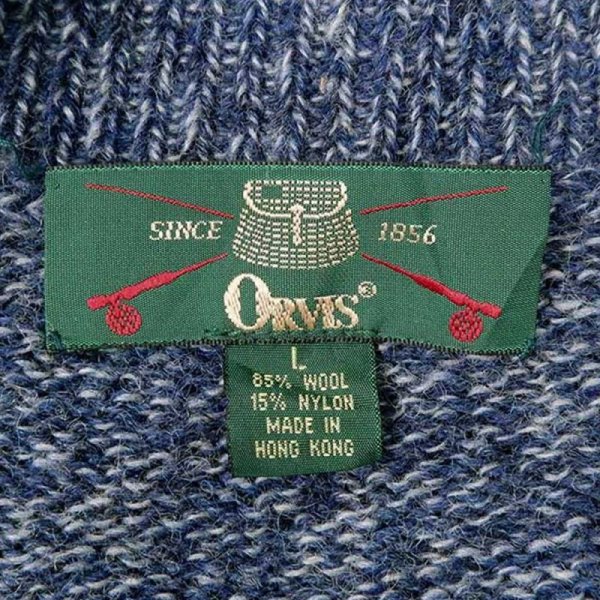 SINCE 1856
ORVIS®
L
85% WOOL
15% NYLON
MADE IN
HONG KONG